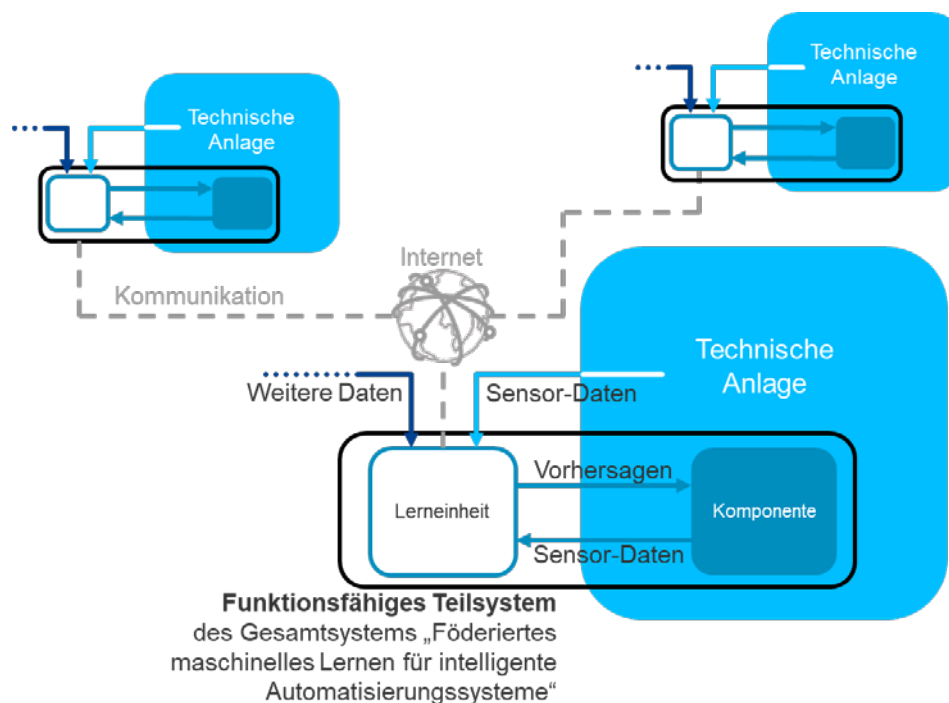 Technische
Anlage
Technische
Anlage
Internet
Kommunikation
Technische
Anlage
Weitere Daten
Sensor-Daten
Vorhersagen
Lerneinheit
Komponente
Sensor-Daten
Funktionsfähiges Teilsystem
des Gesamtsystems „Föderiertes
maschinelles Lernen für intelligente
Automatisierungssysteme“